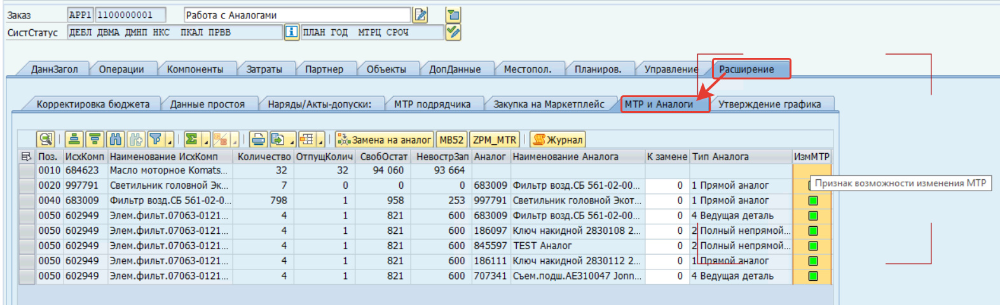 Заказ APP1 1100000001 Работа с Аналогами
СистСтатус ДЕБЛ ДВМА ДМНП НКС ПКАЛ ПРВВ ПЛАН ГОД МТРЦ СРОЧ
ДаннЗагол Операции Компоненты Затраты Партнер Объекты ДопДанные Местопол. Планиров. Управление Расширение
Корректировка бюджета Данные простоя Наряды/Акты-допуски: МТР подрядчика Закупка на Маркетплейс МТР и Аналоги Утверждение графика
Замена на аналог MB52 ZPM_MTR Журнал
Поз. ИсхКомп Наименование ИсхКомп Количество ОтпущКолич СвобОстат НевострЗап Аналог Наименование Аналога К замене Тип Аналога ИзмМТР
0010 684623 Масло моторное Komats... 32 32 94 060 93 664
0020 997791 Светильник головной Эк... 7 0 0 0 683009 Фильтр возд.СБ 561-02-00... 0 1 Прямой аналог
Признак возможности изменения МТР
0040 683009 Фильтр возд.СБ 561-02-0... 798 1 958 253 997791 Светильник головной Экот... 0 1 Прямой аналог
0050 602949 Элем.фильт.07063-0121... 4 1 821 600 683009 Фильтр возд.СБ 561-02-00... 0 4 Ведущая деталь
0050 602949 Элем.фильт.07063-0121... 4 1 821 600 186097 Ключ накидной 2830108 2... 0 2 Полный непрямой...
0050 602949 Элем.фильт.07063-0121... 4 1 821 600 845597 TEST Аналог 0 2 Полный непрямой...
0050 602949 Элем.фильт.07063-0121... 4 1 821 600 186111 Ключ накидной 2830112 2... 0 1 Прямой аналог
0050 602949 Элем.фильт.07063-0121... 4 1 821 600 707341 Съем.подш.AE310047 Jonn... 0 4 Ведущая деталь